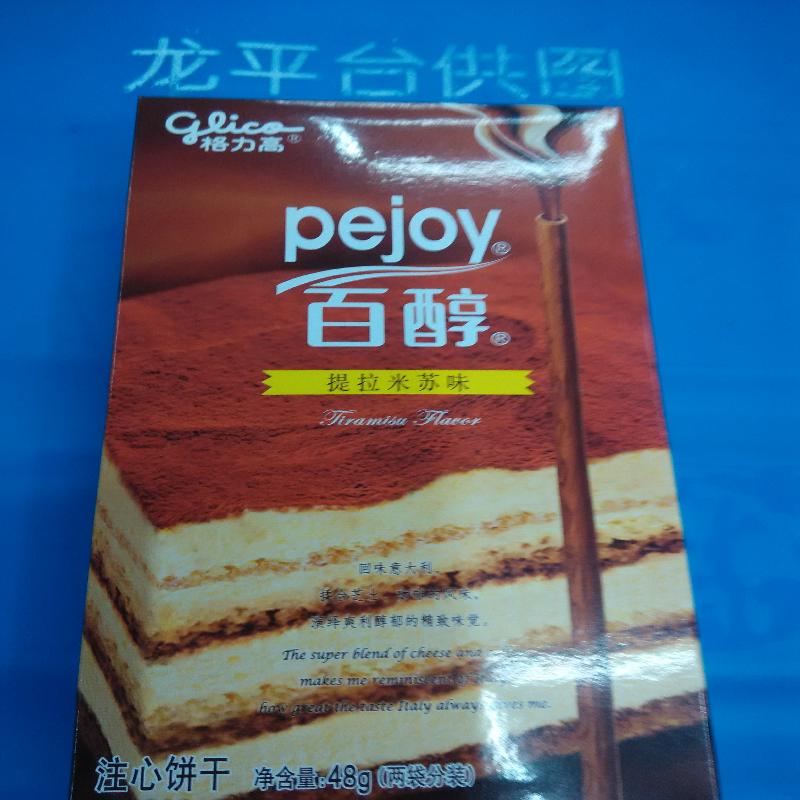 龙平台供图
Glico
格力高®
pejoy®
百醇®
提拉米苏味
Tiramisu Flavor
回味意大利,
演绎爽利醇郁的精致味觉。
The super blend of cheese and
makes me reminiscent of
how great the taste Italy always gives me.
注心饼干 净含量:48g(两袋分装)